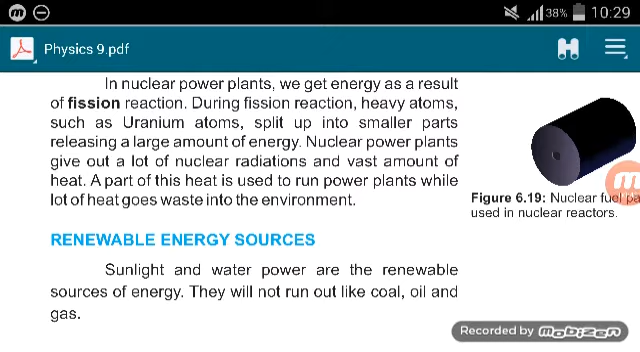 38% 10:29
Physics 9.pdf
In nuclear power plants, we get energy as a result
of fission reaction. During fission reaction, heavy atoms,
such as Uranium atoms, split up into smaller parts
releasing a large amount of energy. Nuclear power plants
give out a lot of nuclear radiations and vast amount of
heat. A part of this heat is used to run power plants while
lot of heat goes waste into the environment.
Figure 6.19: Nuclear fuel pa
used in nuclear reactors.
RENEWABLE ENERGY SOURCES
Sunlight and water power are the renewable
sources of energy. They will not run out like coal, oil and
gas.
Recorded by mobizen